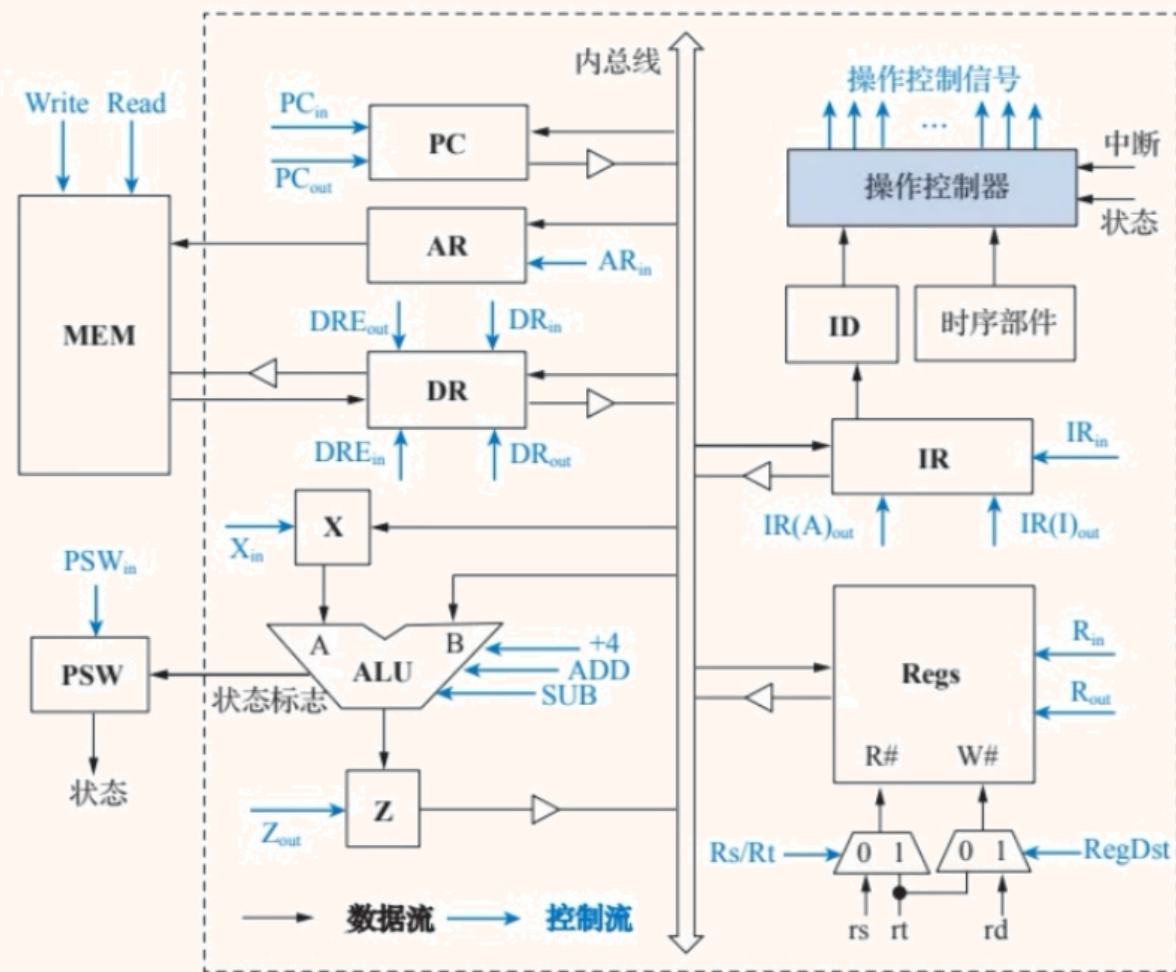 内总线
Write Read
PCin
PC
PCout
AR
ARin
MEM
DREout
DRin
DR
DREin
DRout
X
Xin
PSWin
PSW
状态
A
B
ALU
+4
ADD
SUB
状态标志
Z
Zout
数据流
控制流
操作控制信号
...
操作控制器
中断
状态
ID
时序部件
IR
IRin
IR(A)out
IR(I)out
Regs
Rin
Rout
R# W#
Rs/Rt
0 1
0 1
RegDst
rs rt rd